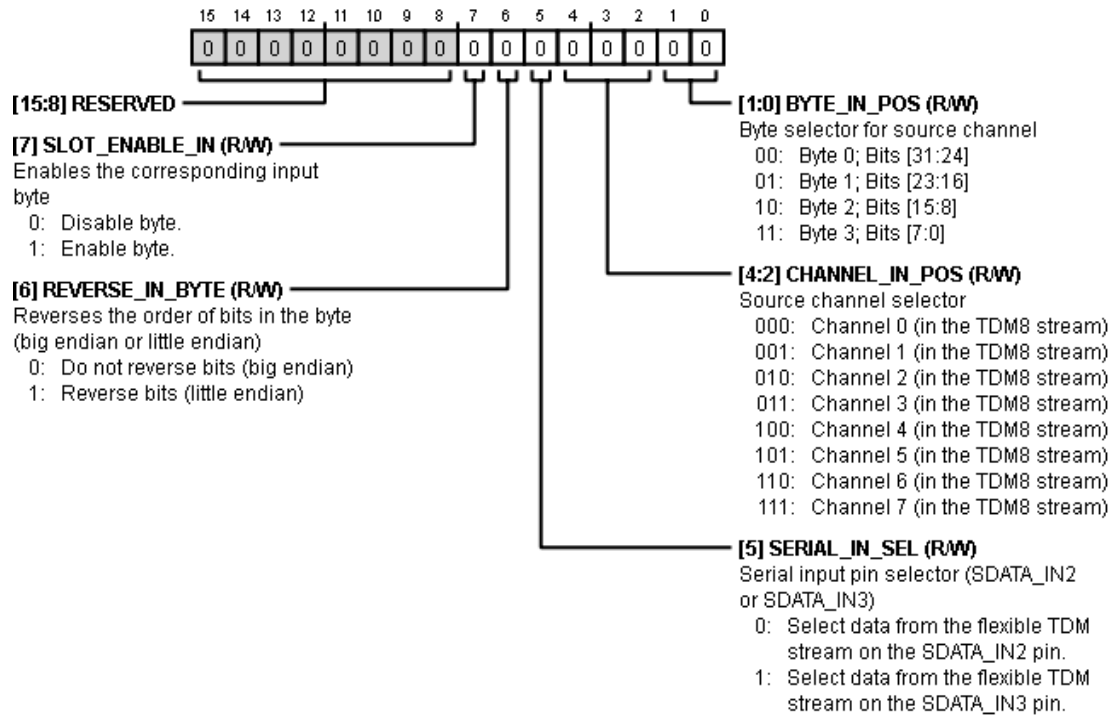 15 14 13 12 11 10 9 8 7 6 5 4 3 2 1 0
0 0 0 0 0 0 0 0 0 0 0 0 0 0 0 0
[15:8] RESERVED
[7] SLOT_ENABLE_IN (R/W)
Enables the corresponding input
byte
0: Disable byte.
1: Enable byte.
[6] REVERSE_IN_BYTE (R/W)
Reverses the order of bits in the byte
(big endian or little endian)
0: Do not reverse bits (big endian)
1: Reverse bits (little endian)
[1:0] BYTE_IN_POS (R/W)
Byte selector for source channel
00: Byte 0; Bits [31:24]
01: Byte 1; Bits [23:16]
10: Byte 2; Bits [15:8]
11: Byte 3; Bits [7:0]
[4:2] CHANNEL_IN_POS (R/W)
Source channel selector
000: Channel 0 (in the TDM8 stream)
001: Channel 1 (in the TDM8 stream)
010: Channel 2 (in the TDM8 stream)
011: Channel 3 (in the TDM8 stream)
100: Channel 4 (in the TDM8 stream)
101: Channel 5 (in the TDM8 stream)
110: Channel 6 (in the TDM8 stream)
111: Channel 7 (in the TDM8 stream)
[5] SERIAL_IN_SEL (R/W)
Serial input pin selector (SDATA_IN2
or SDATA_IN3)
0: Select data from the flexible TDM
stream on the SDATA_IN2 pin.
1: Select data from the flexible TDM
stream on the SDATA_IN3 pin.